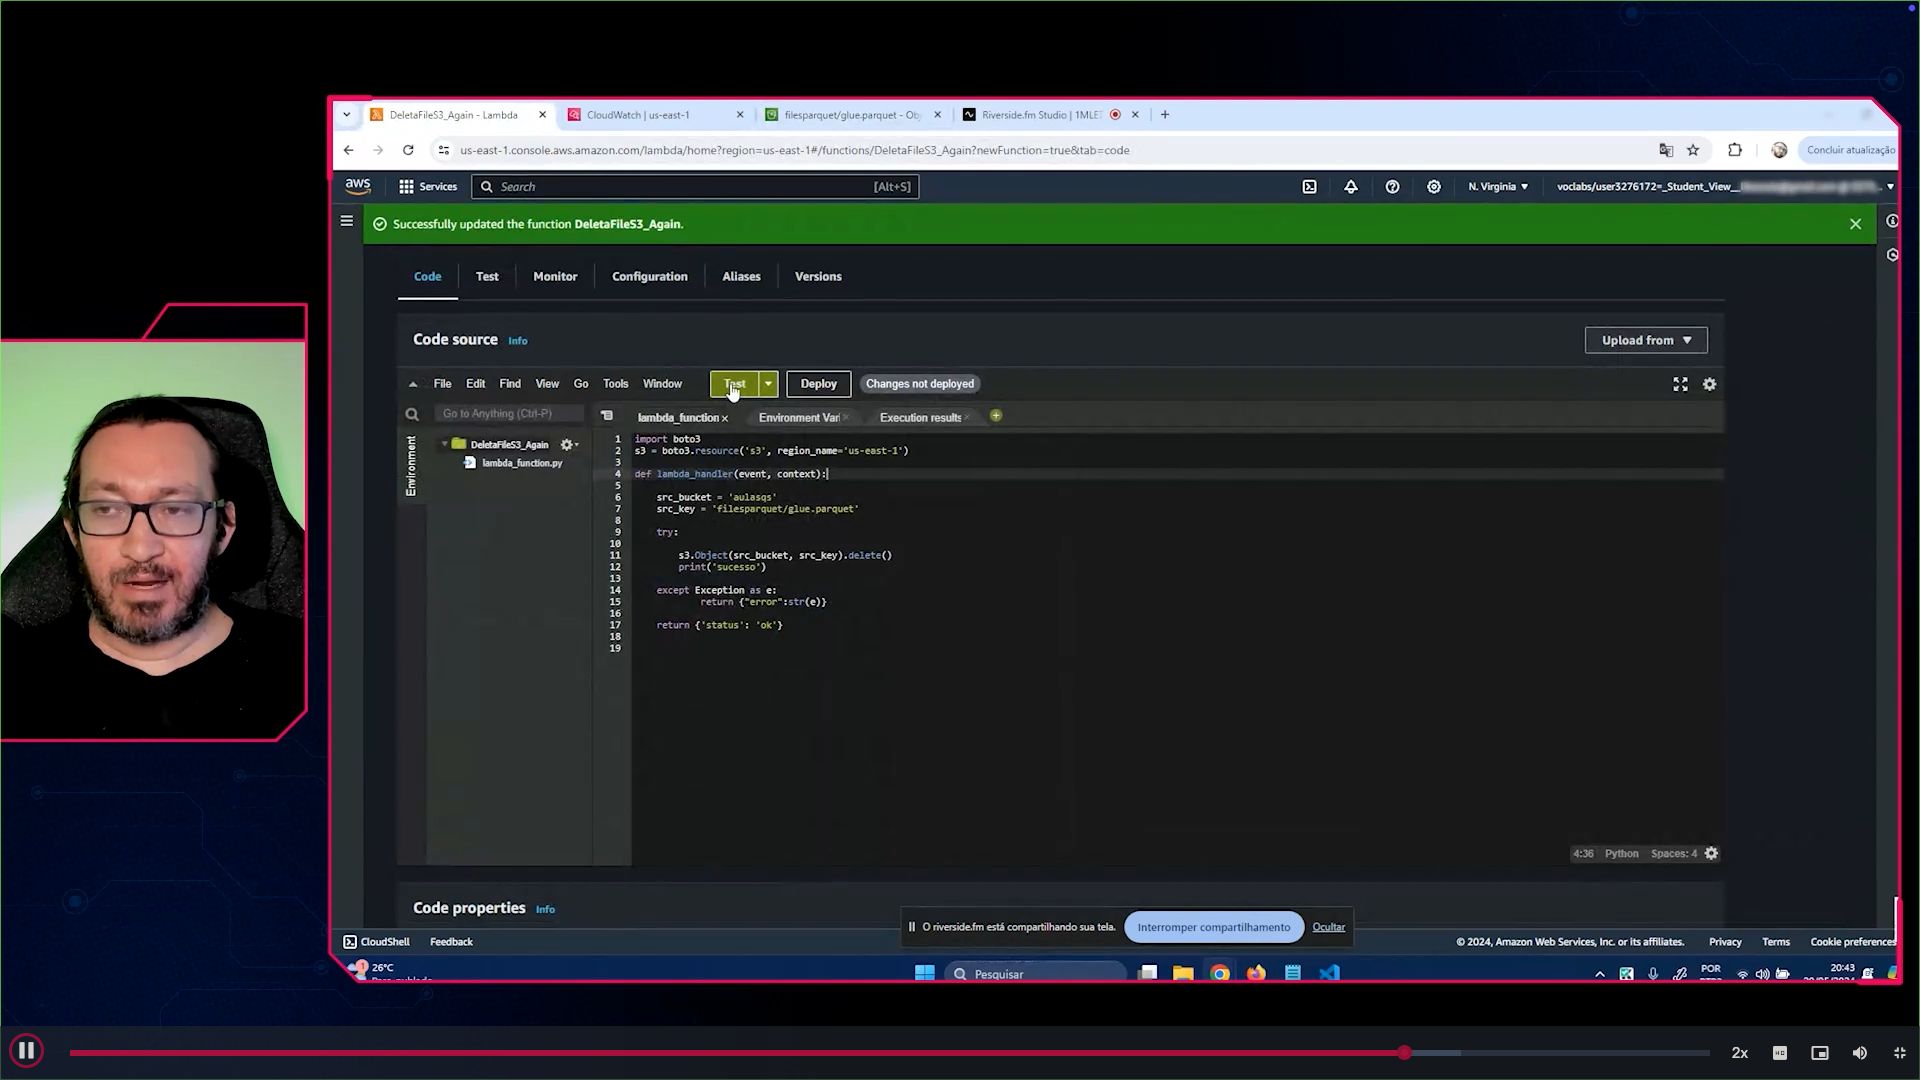 DeletaFileS3_Again - Lambda
CloudWatch | us-east-1
filesparquet/glue.parquet - Ob
Riverside.fm Studio | 1MLET
us-east-1.console.aws.amazon.com/lambda/home?region=us-east-1#/functions/DeletaFileS3_Again?newFunction=true&tab=code
Concluir atualização
aws
Services
Search
[Alt+S]
N. Virginia
voclabs/user3276172=_Student_View__
Successfully updated the function DeletaFileS3_Again.
Code
Test
Monitor
Configuration
Aliases
Versions
Code source
Info
Upload from
File
Edit
Find
View
Go
Tools
Window
Test
Deploy
Changes not deployed
Go to Anything (Ctrl-P)
lambda_function
Environment Vari
Execution results
Environment
DeletaFileS3_Again
lambda_function.py
1 import boto3
2 s3 = boto3.resource('s3', region_name='us-east-1')
3
4 def lambda_handler(event, context):
5
6 src_bucket = 'aulasqs'
7 src_key = 'filesparquet/glue.parquet'
8
9 try:
10
11 s3.Object(src_bucket, src_key).delete()
12 print('sucesso')
13
14 except Exception as e:
15 return {"error":str(e)}
16
17 return {'status': 'ok'}
18
19
4:36
Python
Spaces: 4
Code properties
Info
O riverside.fm está compartilhando sua tela.
Interromper compartilhamento
Ocultar
CloudShell
Feedback
© 2024, Amazon Web Services, Inc. or its affiliates.
Privacy
Terms
Cookie preferences
1
26°C
Pesquisar
POR
20:43
2x
HD